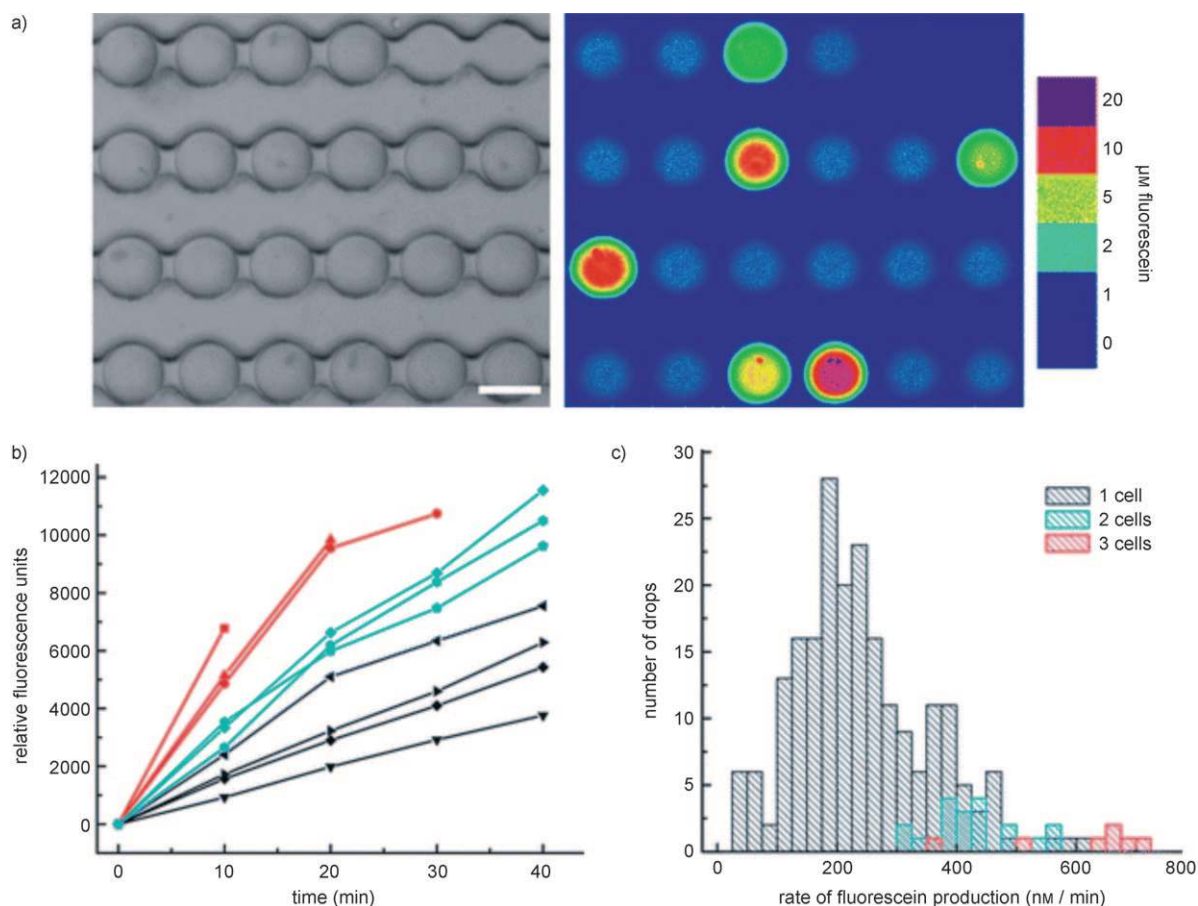 a)
20
10
5
2
1
0
µM fluorescein
b)
12000
10000
8000
6000
4000
2000
0
relative fluorescence units
0 10 20 30 40
time (min)
c)
30
25
20
15
10
5
0
number of drops
1 cell
2 cells
3 cells
0 200 400 600 800
rate of fluorescein production (nM / min)